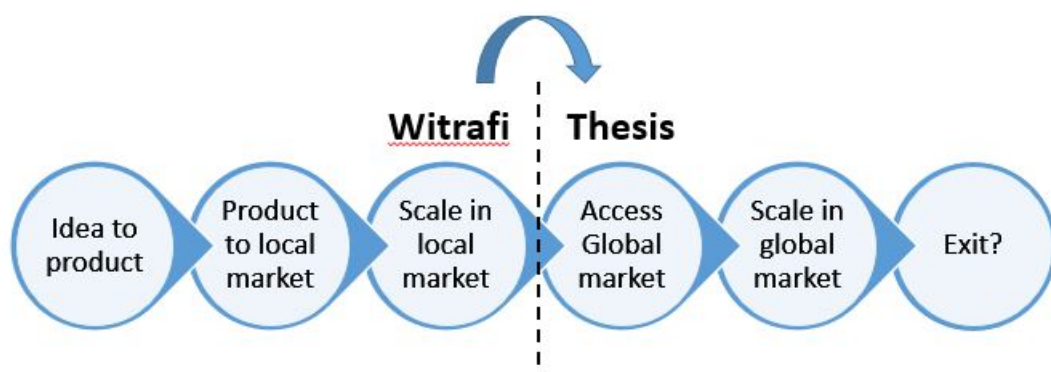 Witrafi
Thesis
Idea to
product
Product
to local
market
Scale in
local
market
Access
Global
market
Scale in
global
market
Exit?